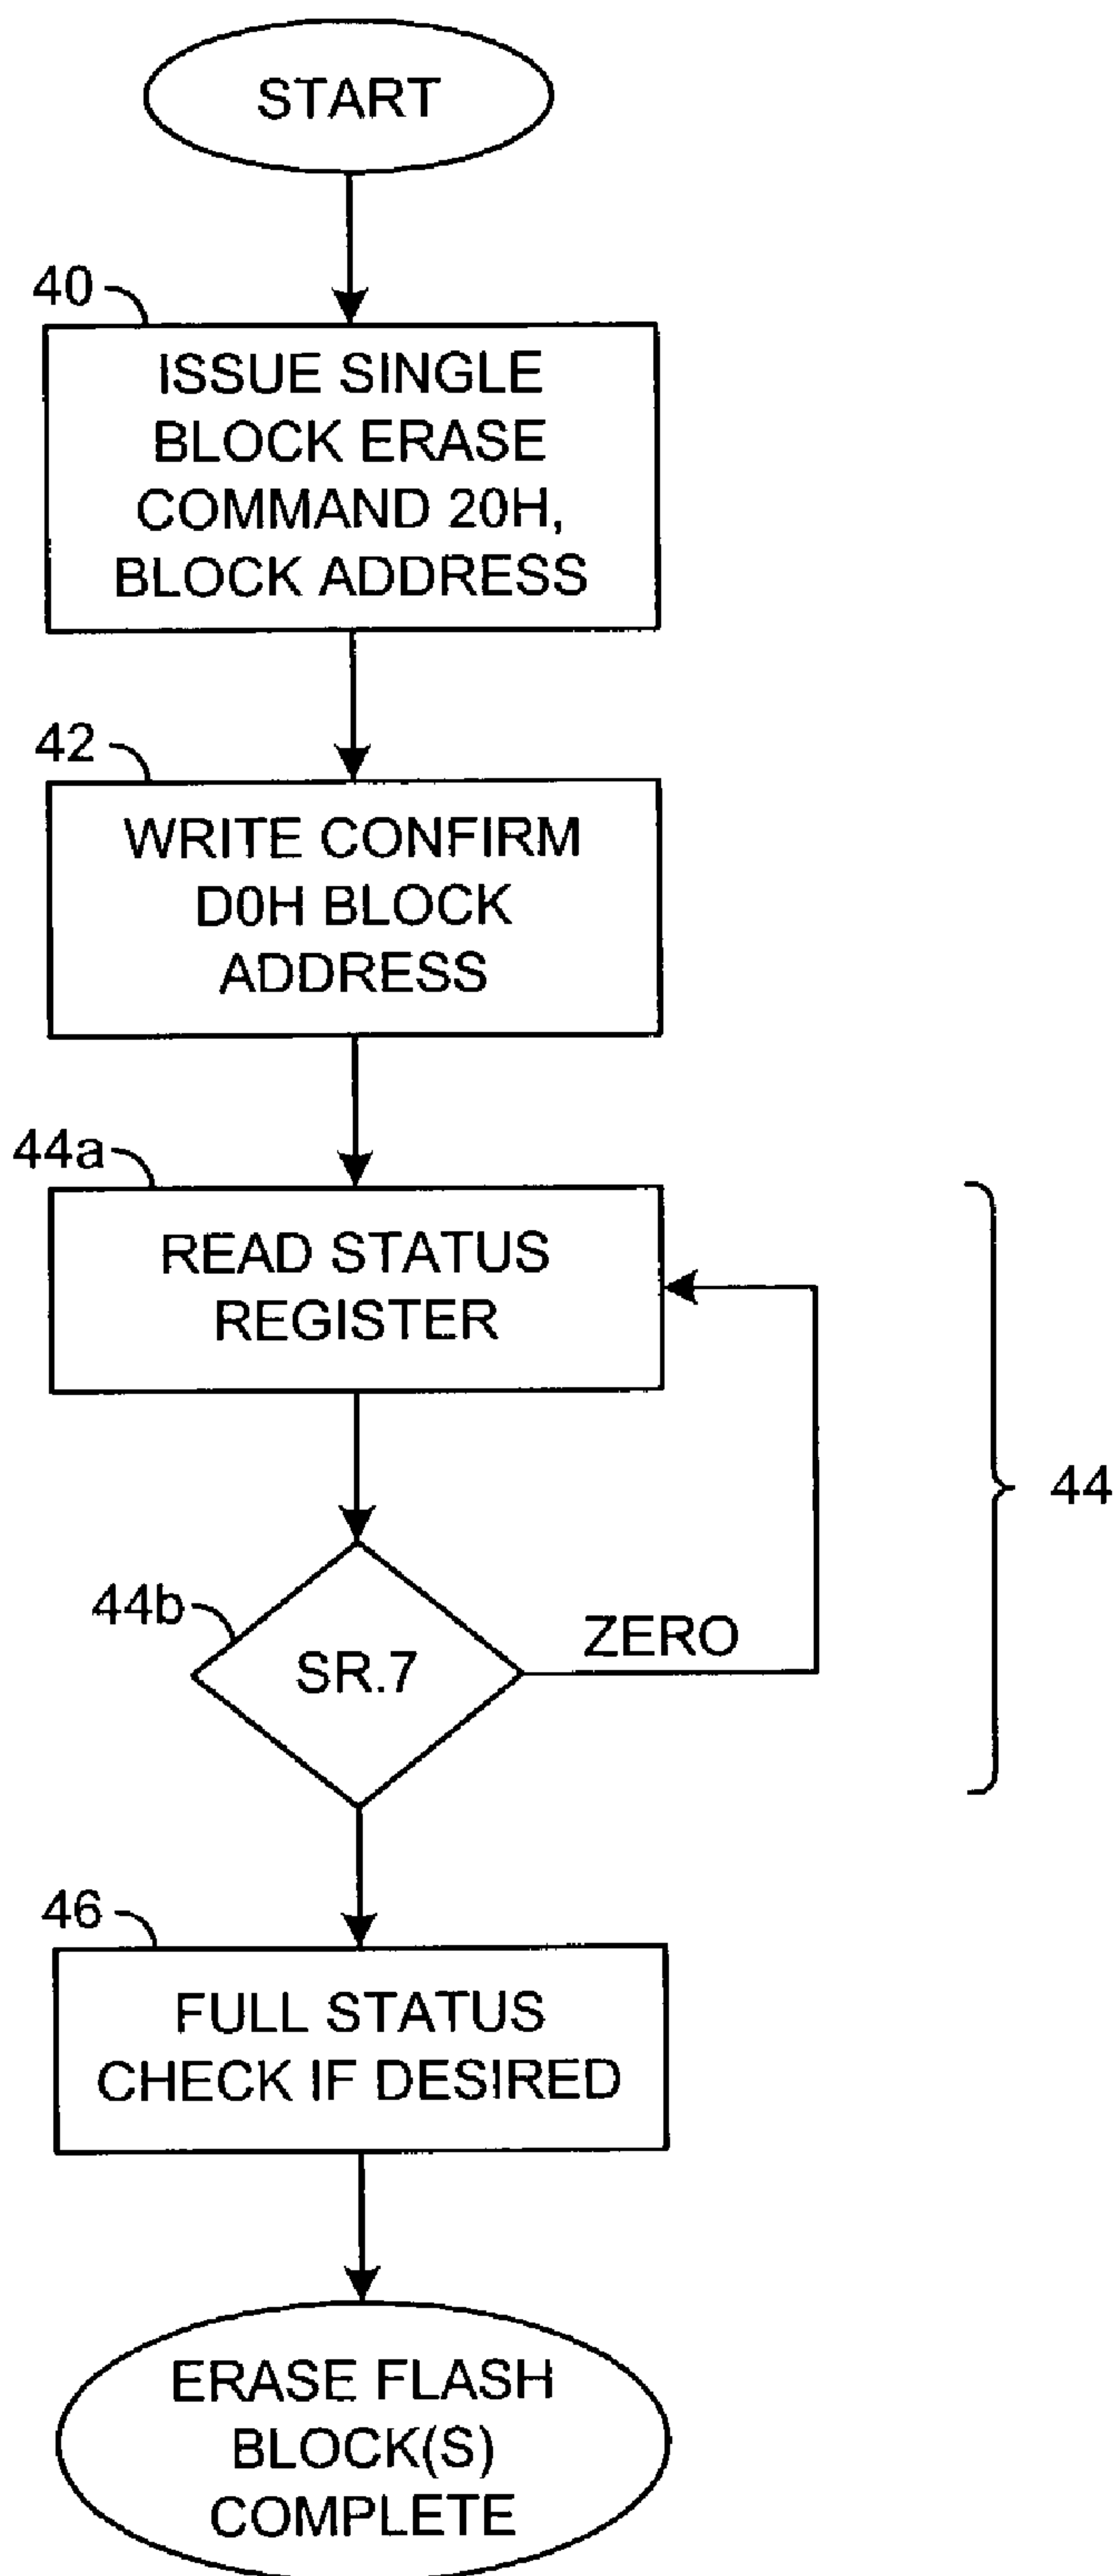 START
40
ISSUE SINGLE
BLOCK ERASE
COMMAND 20H,
BLOCK ADDRESS
42
WRITE CONFIRM
D0H BLOCK
ADDRESS
44a
READ STATUS
REGISTER
44
44b
SR.7
ZERO
46
FULL STATUS
CHECK IF DESIRED
ERASE FLASH
BLOCK(S)
COMPLETE